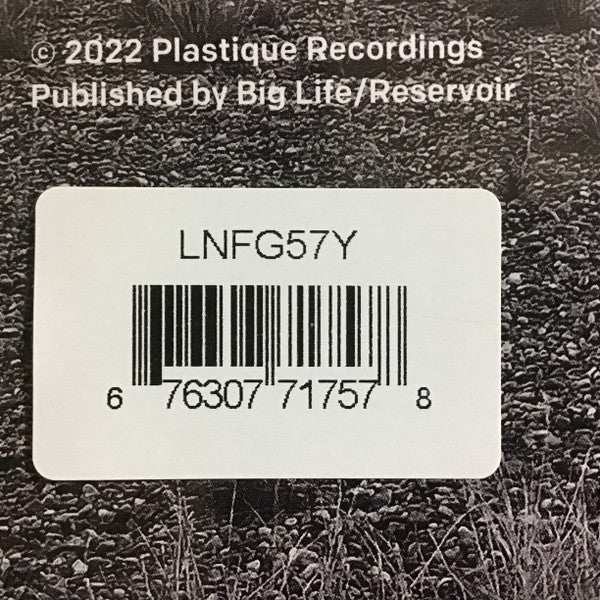 © 2022 Plastique Recordings
Published by Big Life/Reservoir
LNFG57Y
6 76307 71757 8